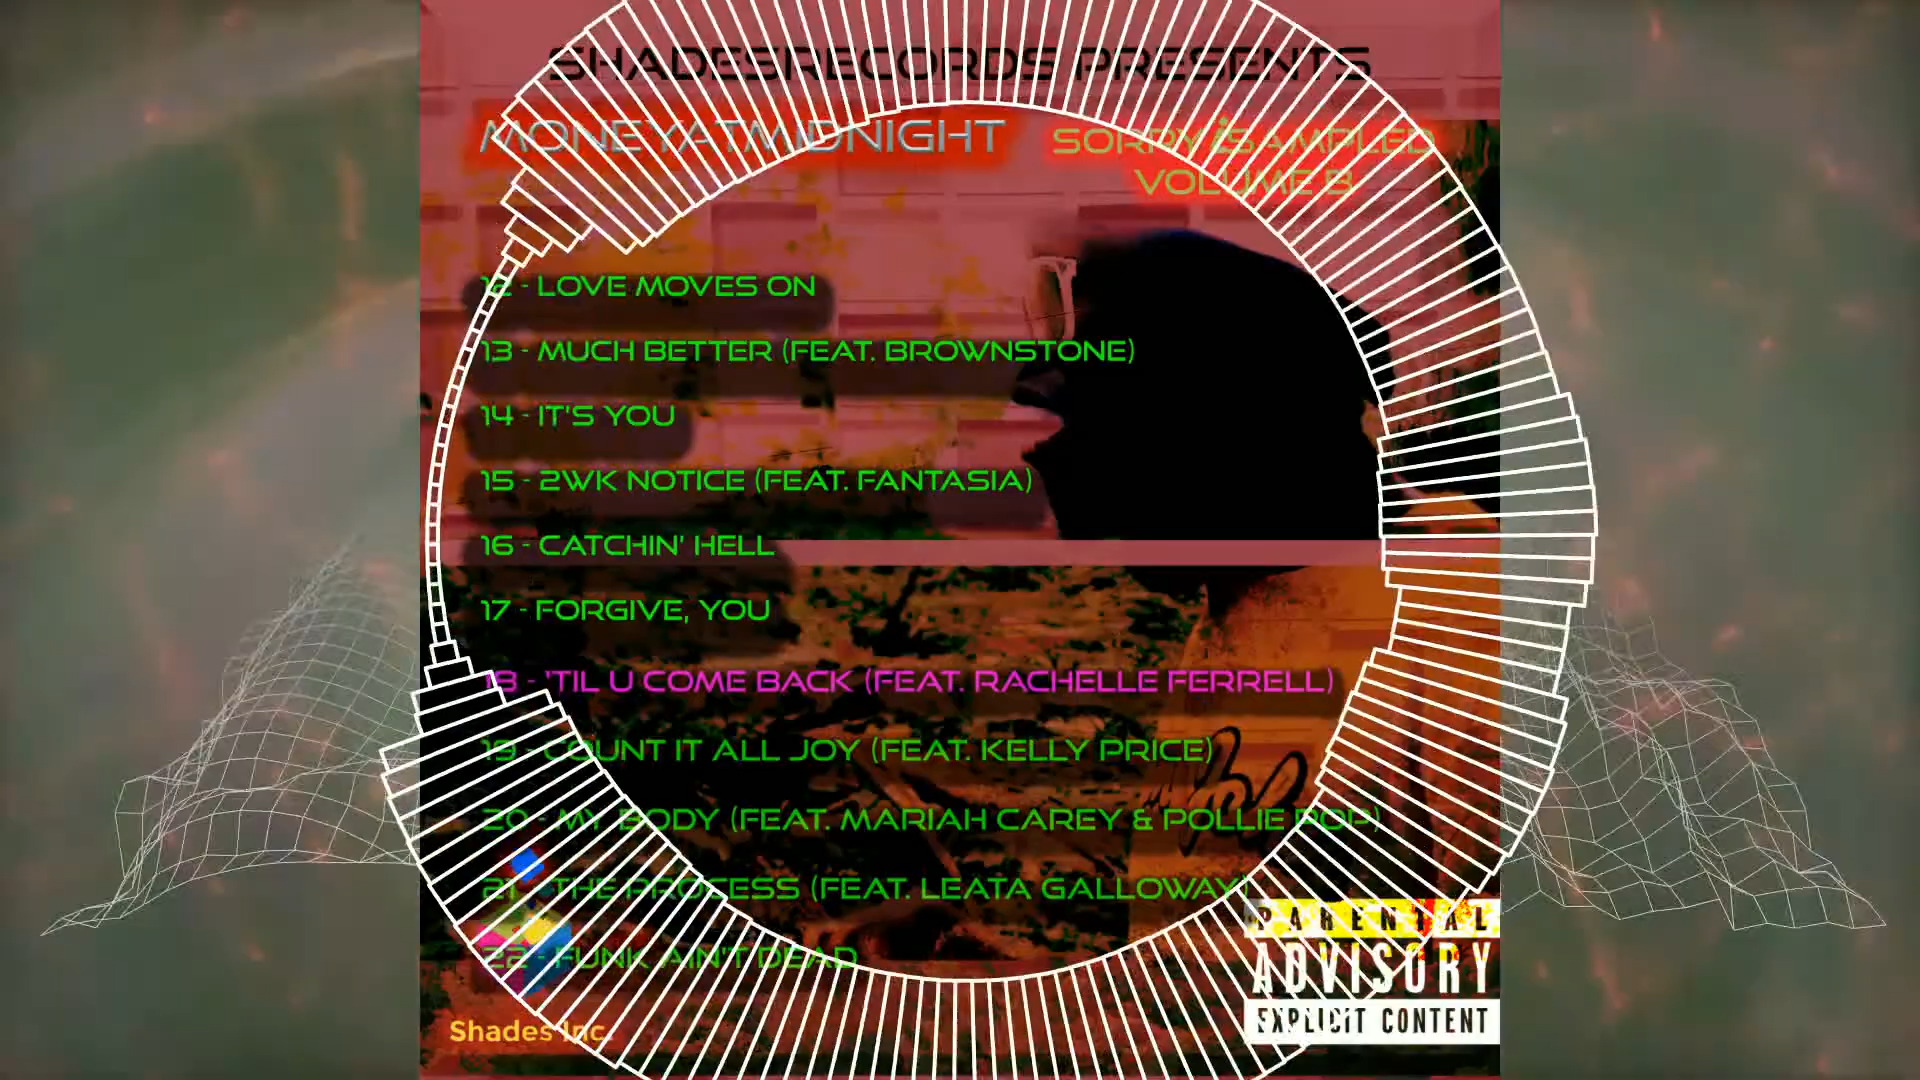 SHADESRECORDS PRESENTS
MONEYATMIDNIGHT
SORRY iSAMPLED
VOLUME B
12 - LOVE MOVES ON
13 - MUCH BETTER (FEAT. BROWNSTONE)
14 - IT'S YOU
15 - 2WK NOTICE (FEAT. FANTASIA)
16 - CATCHIN' HELL
17 - FORGIVE, YOU
18 - 'TIL U COME BACK (FEAT. RACHELLE FERRELL)
19 - COUNT IT ALL JOY (FEAT. KELLY PRICE)
20 - MY BODY (FEAT. MARIAH CAREY & POLLIE POP)
21 - THE PROCESS (FEAT. LEATA GALLOWAY)
22 - FUNK AIN'T DEAD
PARENTAL
ADVISORY
EXPLICIT CONTENT
Shades Inc.